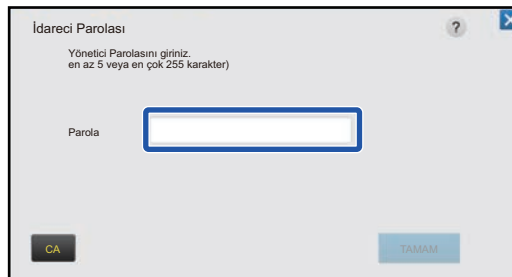 İdareci Parolası
?
Yönetici Parolasını giriniz.
en az 5 veya en çok 255 karakter)
Parola
CA
TAMAM